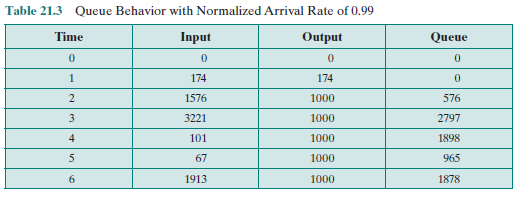 Table 21.3 Queue Behavior with Normalized Arrival Rate of 0.99
Time Input Output Queue
0 0 0 0
1 174 174 0
2 1576 1000 576
3 3221 1000 2797
4 101 1000 1898
5 67 1000 965
6 1913 1000 1878